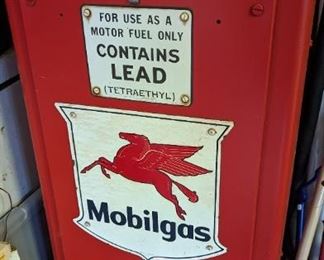 FOR USE AS A
MOTOR FUEL ONLY
CONTAINS
LEAD
(TETRAETHYL)
Mobilgas